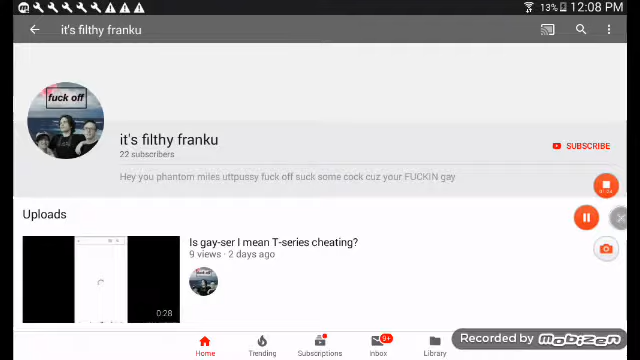 13% 12:08 PM
it's filthy franku
fuck off
it's filthy franku
22 subscribers
SUBSCRIBE
Hey you phantom miles uttpussy fuck off suck some cock cuz your FUCKIN gay
Uploads
Is gay-ser I mean T-series cheating?
9 views · 2 days ago
0:28
9+
Home
Trending
Subscriptions
Inbox
Library
Recorded by
MOBIZEN